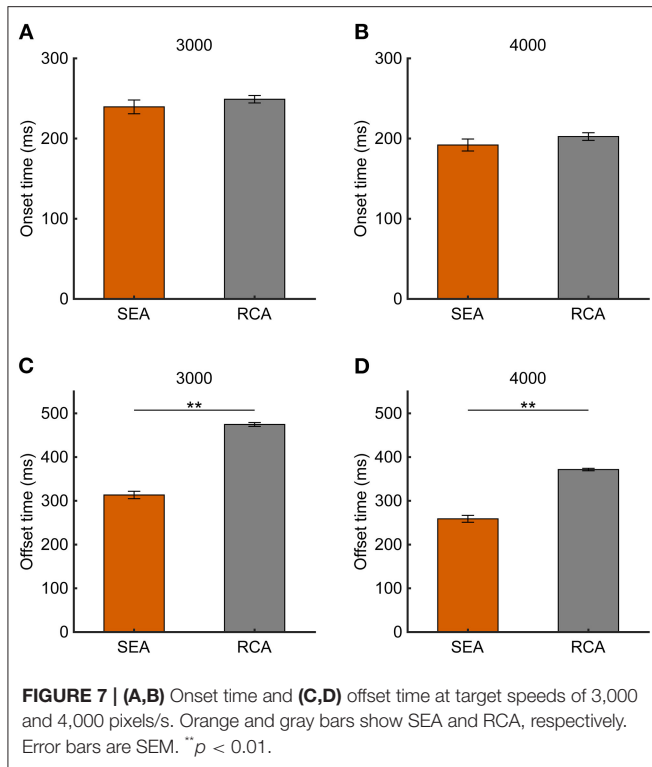 A
3000
300
200
100
0
Onset time (ms)
SEA
RCA
B
4000
300
200
100
0
Onset time (ms)
SEA
RCA
C
3000
**
500
400
300
200
100
0
Offset time (ms)
SEA
RCA
D
4000
**
500
400
300
200
100
0
Offset time (ms)
SEA
RCA
FIGURE 7 | (A,B) Onset time and (C,D) offset time at target speeds of 3,000
and 4,000 pixels/s. Orange and gray bars show SEA and RCA, respectively.
Error bars are SEM. **p < 0.01.